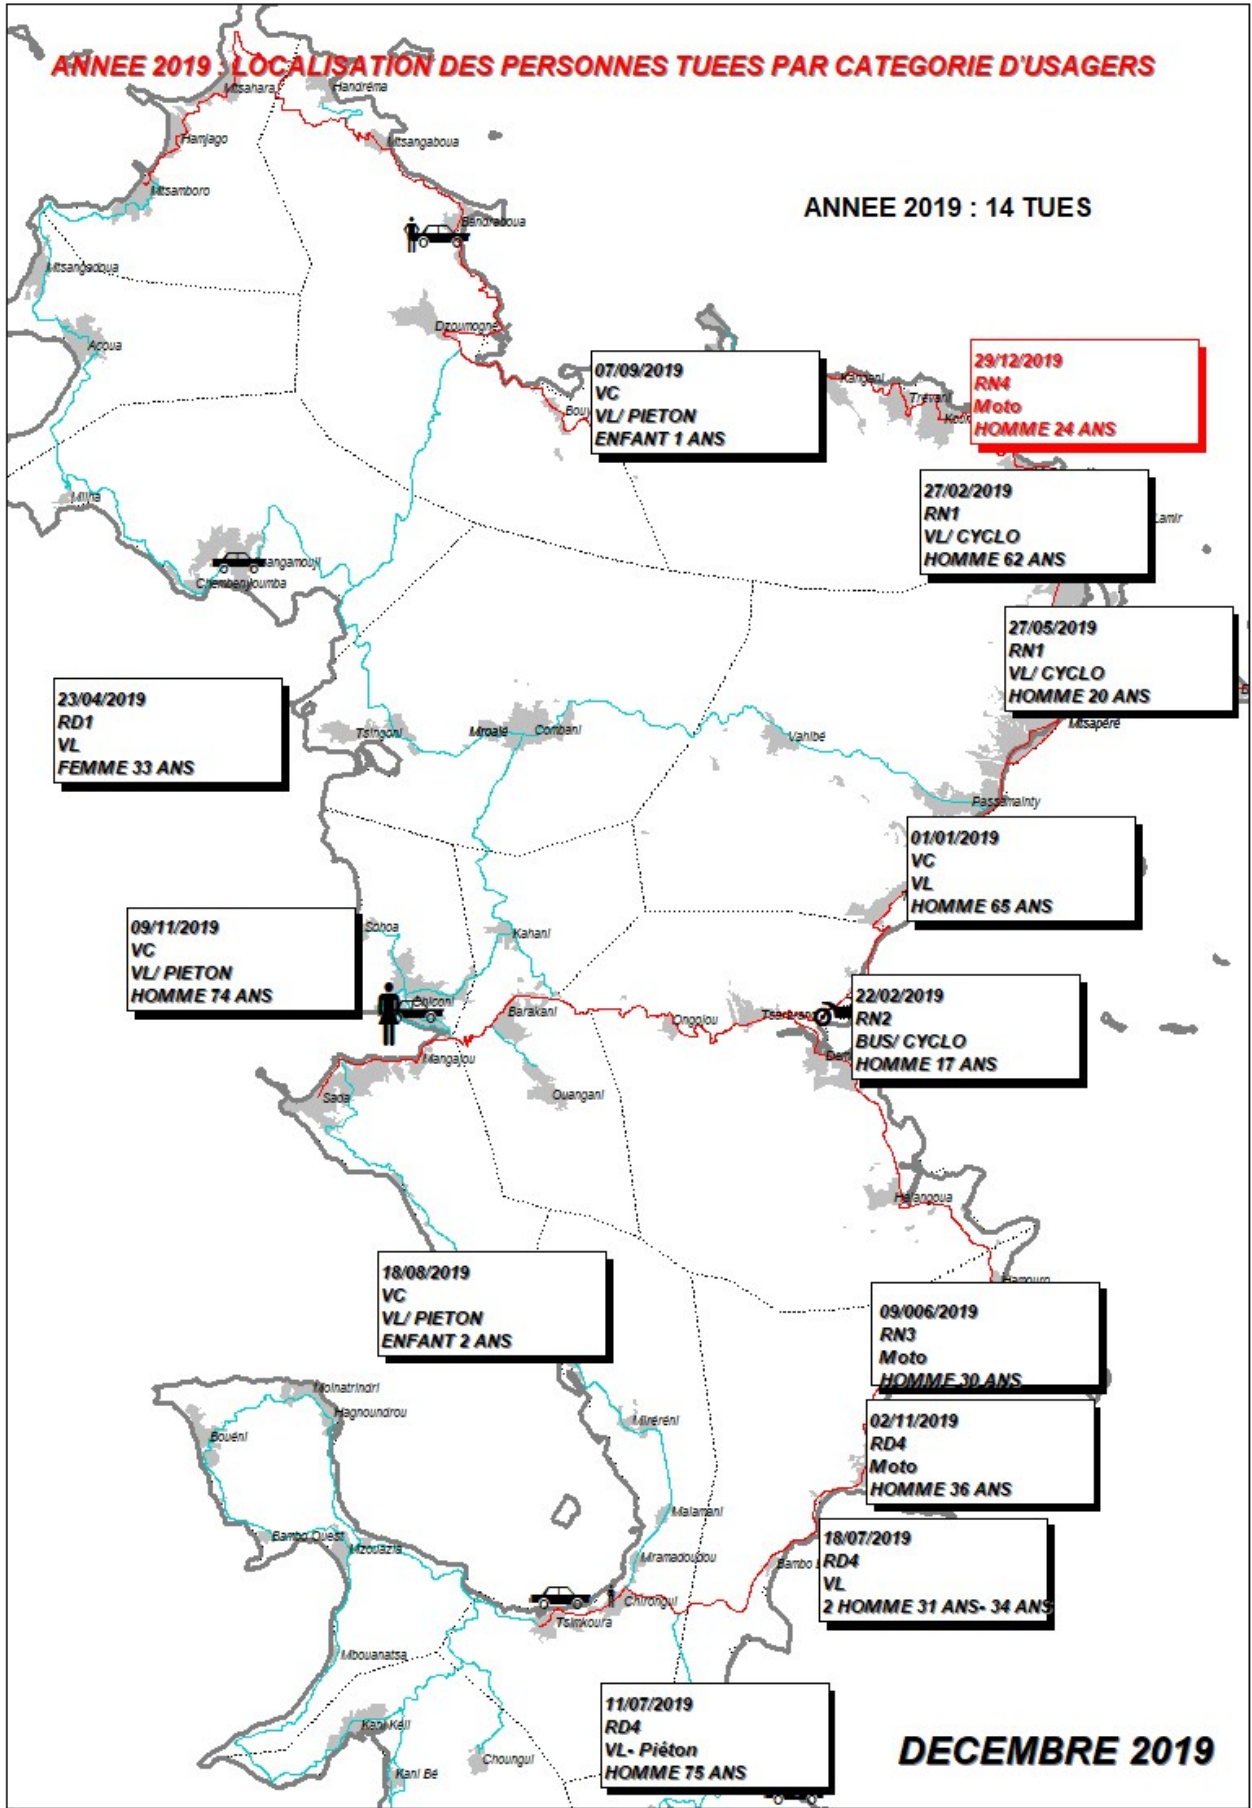 ANNEE 2019 . LOCALISATION DES PERSONNES TUEES PAR CATEGORIE D'USAGERS
Mtsahara
Handréma
Hamjago
Mtsangaboua
Mtsamboro
ANNEE 2019 : 14 TUES
Bandraboua
Mtsangadoua
Dzoumogne
Acoua
07/09/2019
VC
VL/ PIETON
ENFANT 1 ANS
Kangani
Trévani
29/12/2019
RN4
Moto
HOMME 24 ANS
27/02/2019
RN1
VL/ CYCLO
HOMME 62 ANS
Mliha
Chembenyoumba
27/05/2019
RN1
VL/ CYCLO
HOMME 20 ANS
Mtsapéré
23/04/2019
RD1
VL
FEMME 33 ANS
Tsingoni
Mroalé
Combani
Vahibé
Passamainty
01/01/2019
VC
VL
HOMME 65 ANS
09/11/2019
VC
VL/ PIETON
HOMME 74 ANS
Sohoa
Kahani
Chiconi
Barakani
Ongojou
22/02/2019
RN2
BUS/ CYCLO
HOMME 17 ANS
Mangajou
Ouangani
Sada
Hajangoua
Hamouro
18/08/2019
VC
VL/ PIETON
ENFANT 2 ANS
09/006/2019
RN3
Moto
HOMME 30 ANS
Moinatrindri
Hagnoundrou
Bouéni
Miréréni
02/11/2019
RD4
Moto
HOMME 36 ANS
Malamani
Bambo Ouest
Mzouazia
Mramadoudou
Bambo
18/07/2019
RD4
VL
2 HOMME 31 ANS- 34 ANS
Chirongui
Tsimkoura
Mbouanatsa
11/07/2019
RD4
VL- Piéton
HOMME 75 ANS
Kani Kéli
Choungui
Kani Bé
DECEMBRE 2019